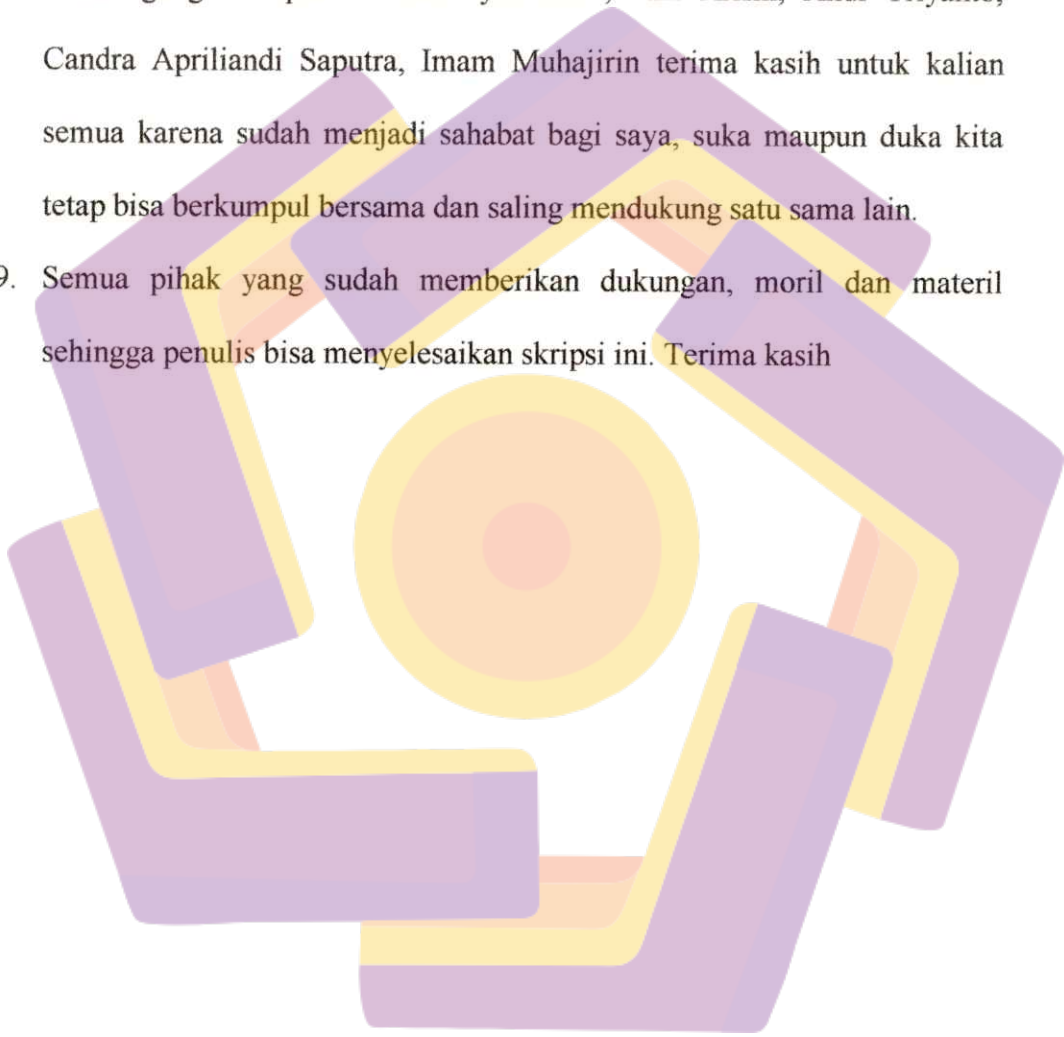 Candra Apriliandi Saputra, Imam Muhajirin terima kasih untuk kalian
semua karena sudah menjadi sahabat bagi saya, suka maupun duka kita
tetap bisa berkumpul bersama dan saling mendukung satu sama lain.
9. Semua pihak yang sudah memberikan dukungan, moril dan materil
sehingga penulis bisa menyelesaikan skripsi ini. Terima kasih